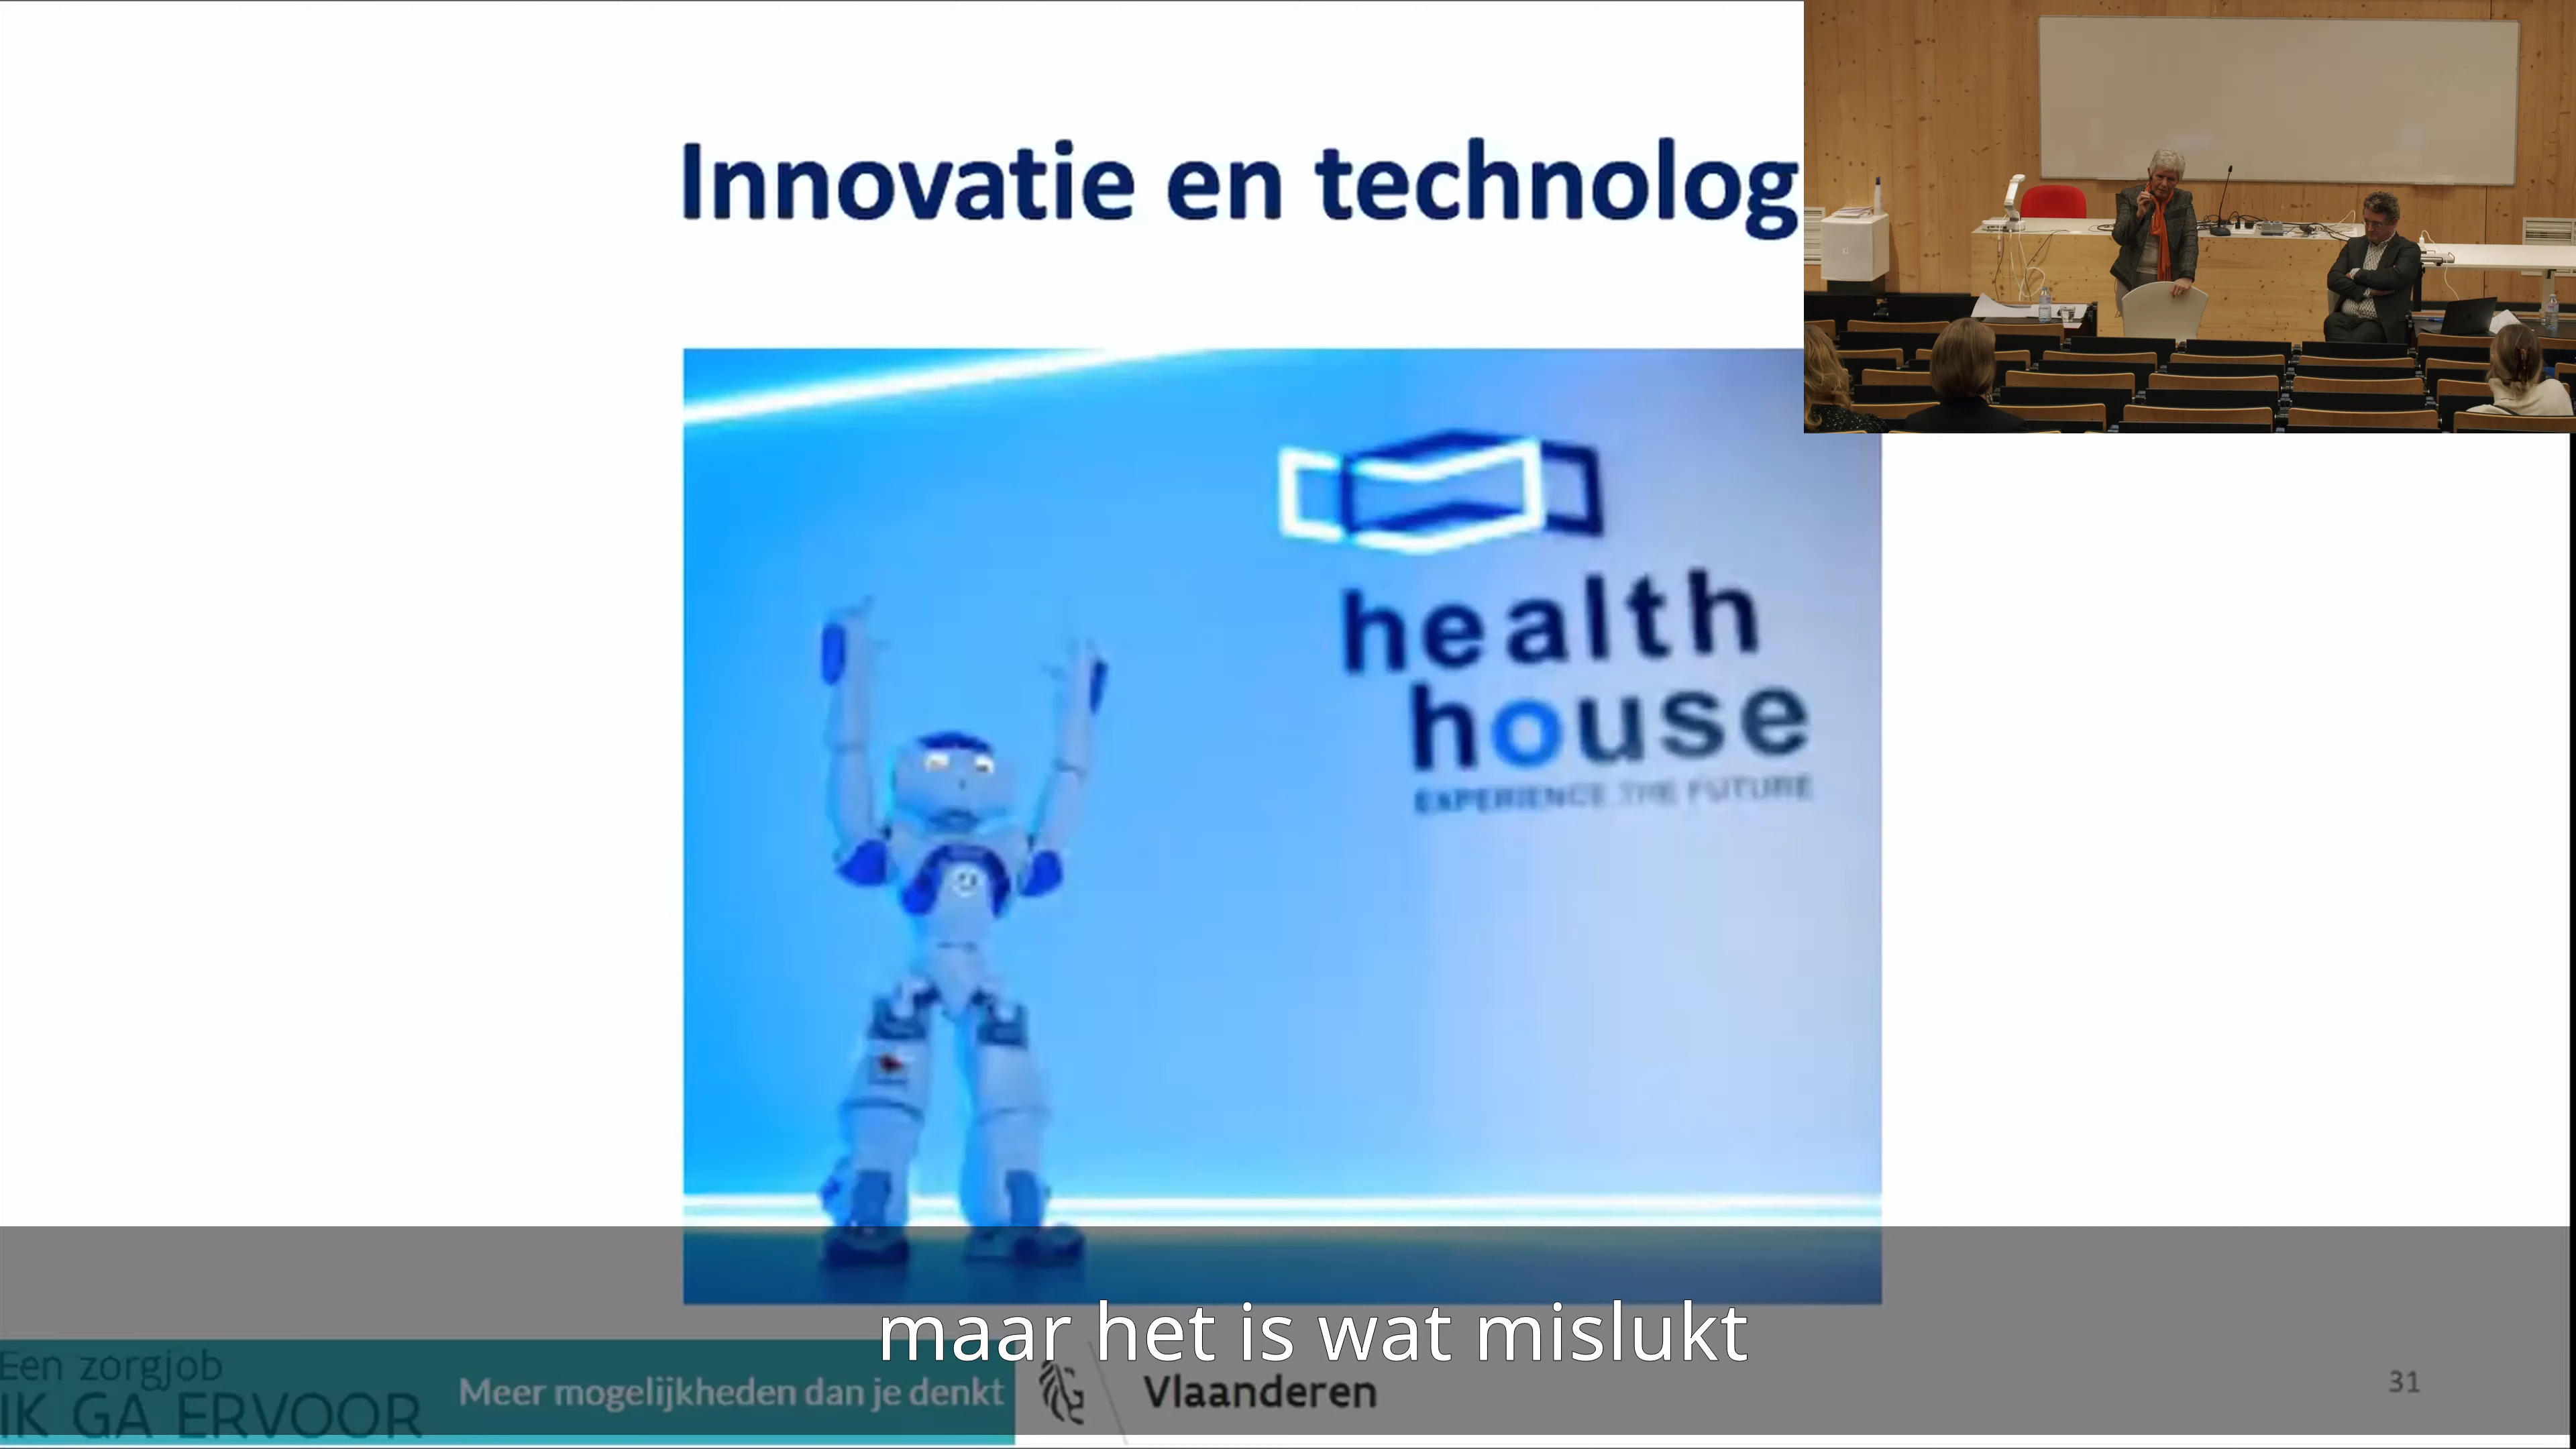 Innovatie en technolog
health
house
EXPERIENCE THE FUTURE
maar het is wat mislukt
Een zorgjob
IK GA ERVOOR
Meer mogelijkheden dan je denkt
Vlaanderen
31